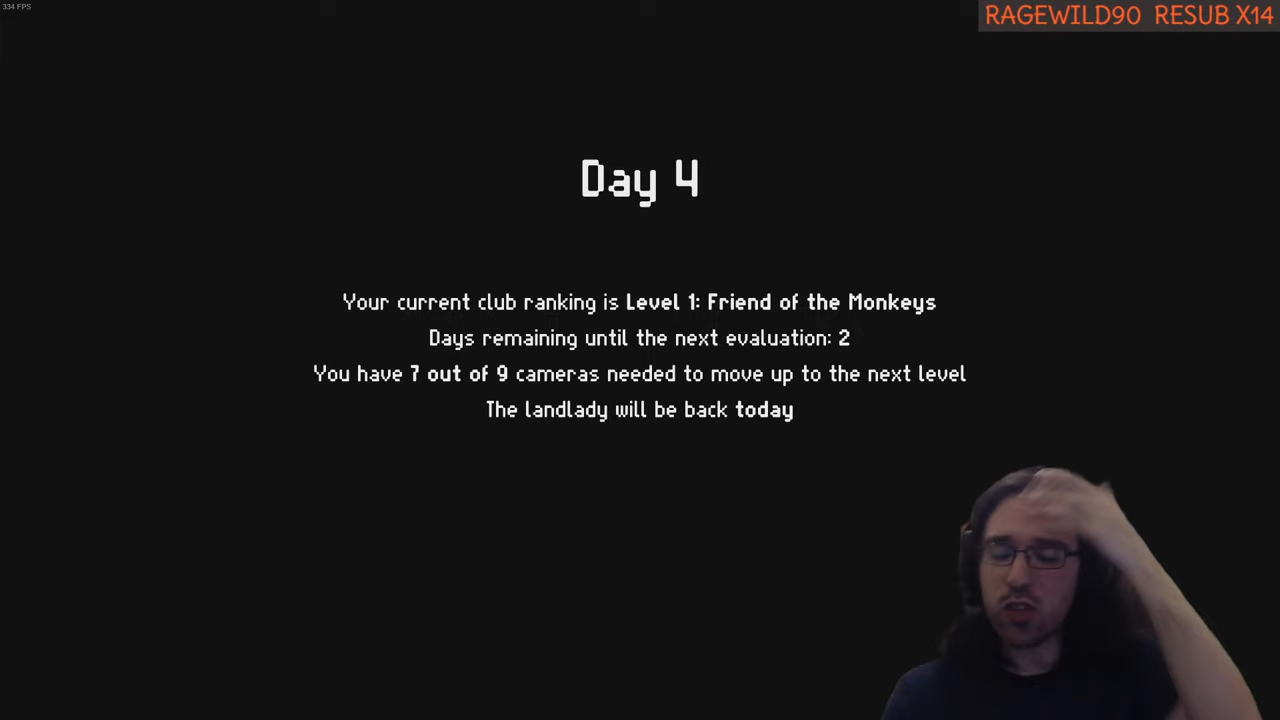 334 FPS
RAGEWILD90 RESUB X14
Day 4
Your current club ranking is Level 1: Friend of the Monkeys
Days remaining until the next evaluation: 2
You have 7 out of 9 cameras needed to move up to the next level
The landlady will be back today